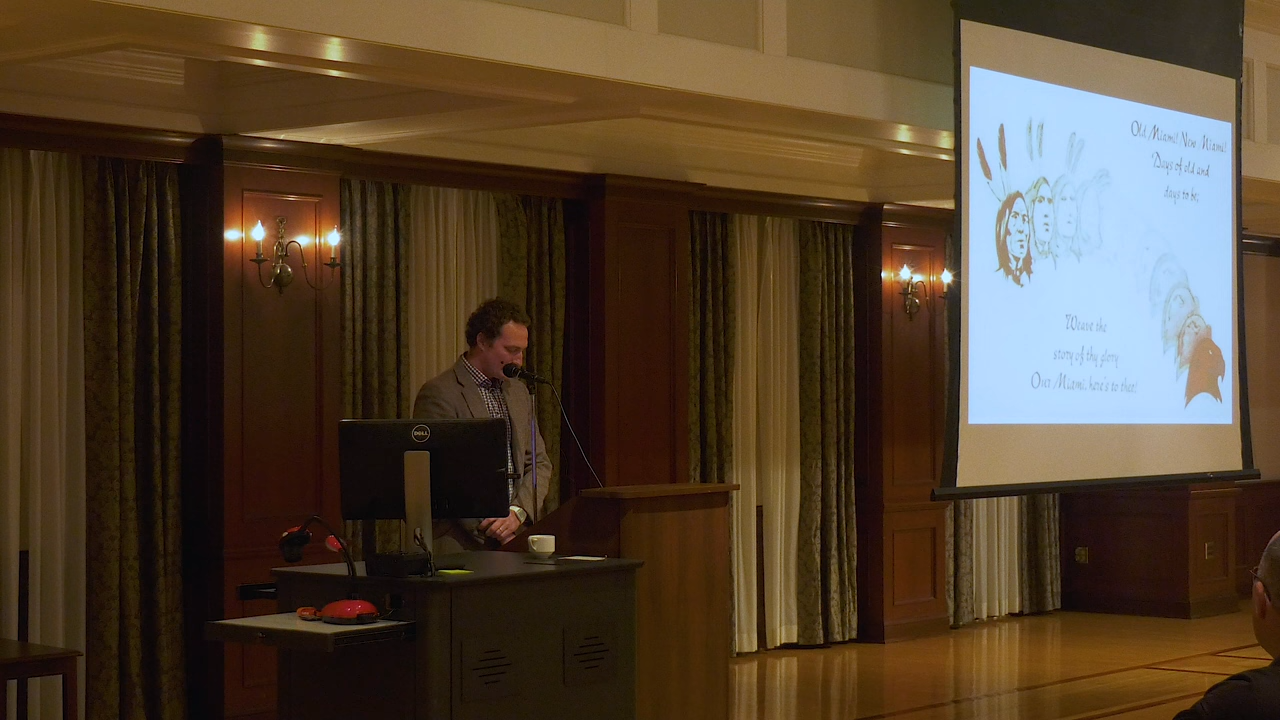 Old Miami! New Miami!
Days of old and
days to be;
Weave the
story of thy glory
Our Miami, here's to thee!
DELL